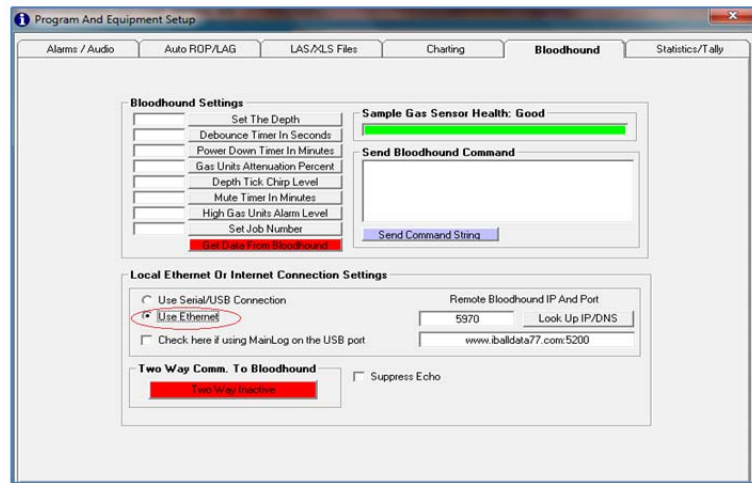 Program And Equipment Setup
Alarms / Audio
Auto ROP/LAG
LAS/XLS Files
Charting
Bloodhound
Statistics/Tally
Bloodhound Settings
Set The Depth
Debounce Timer In Seconds
Power Down Timer In Minutes
Gas Units Attenuation Percent
Depth Tick Chirp Level
Mute Timer In Minutes
High Gas Units Alarm Level
Set Job Number
Get Data From Bloodhound
Sample Gas Sensor Health: Good
Send Bloodhound Command
Send Command String
Local Ethernet Or Internet Connection Settings
Use Serial/USB Connection
Use Ethernet
Check here if using MainLog on the USB port
Remote Bloodhound IP And Port
5970
Look Up IP/DNS
www.iballdata77.com:5200
Two Way Comm. To Bloodhound
Two Way Inactive
Suppress Echo